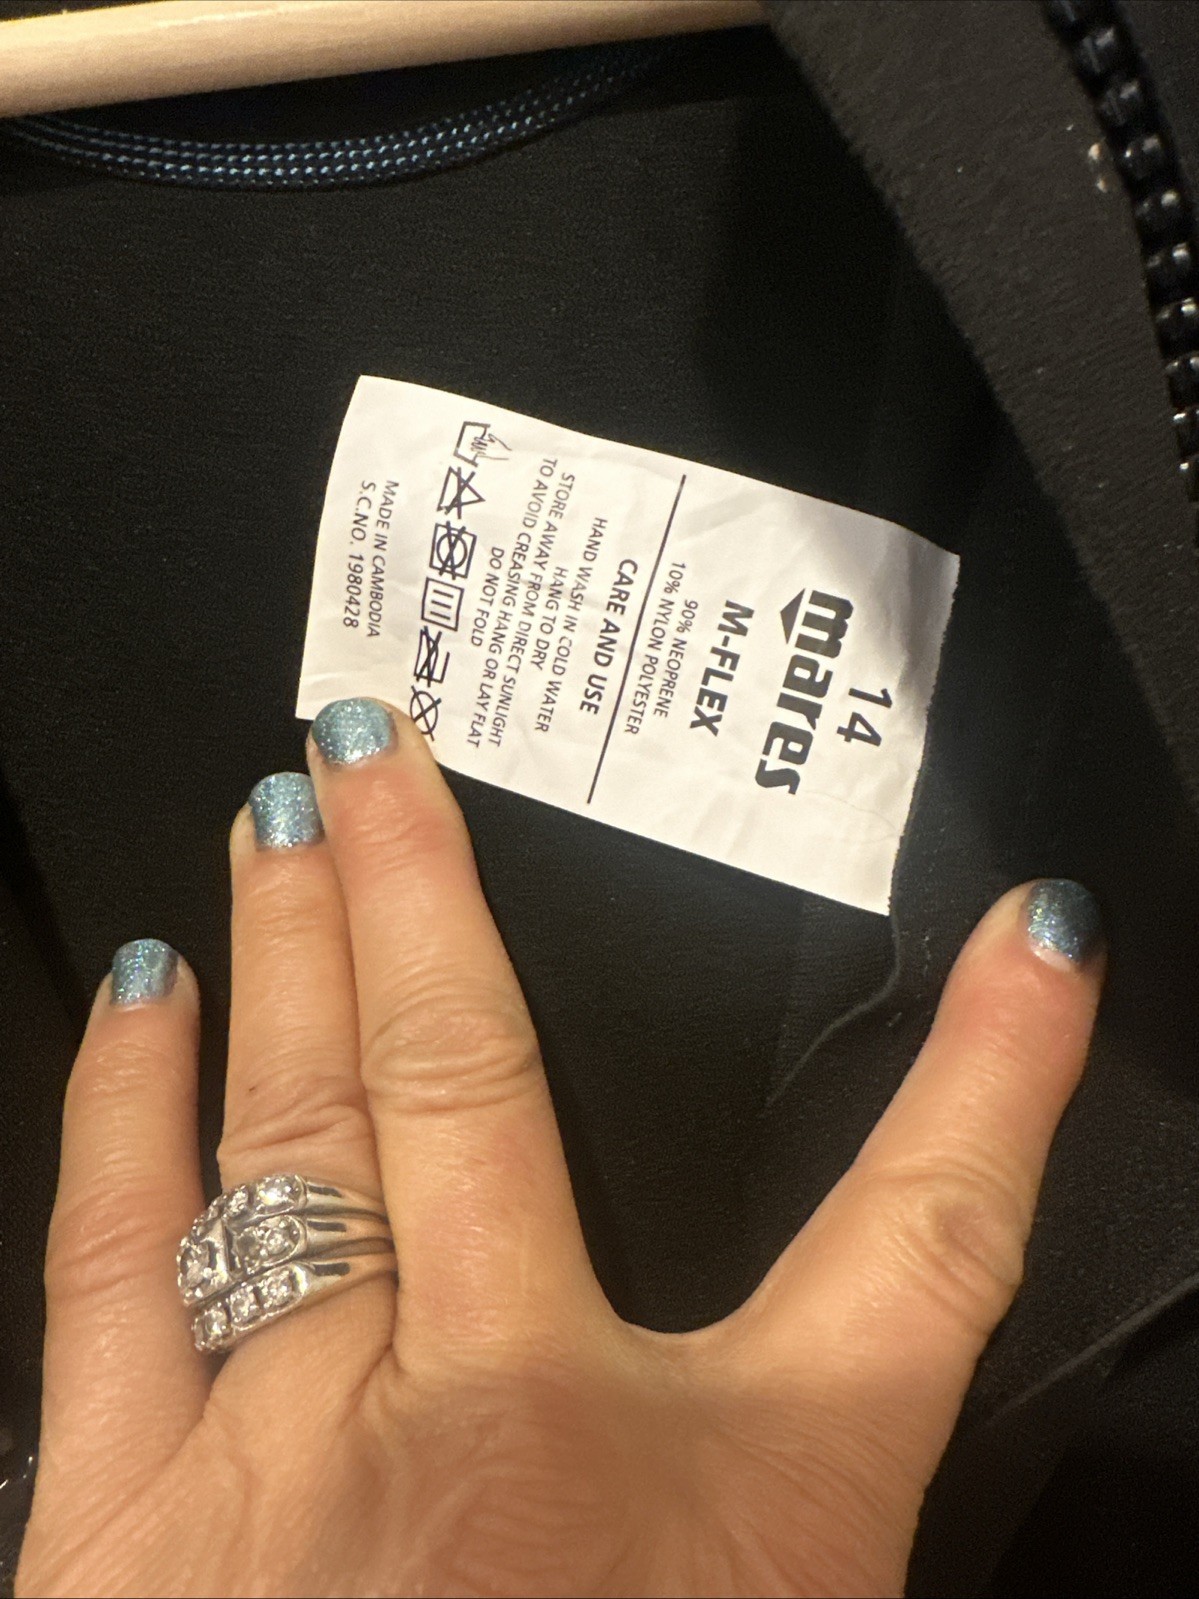 14
mares
M-FLEX
90% NEOPRENE
10% NYLON POLYESTER
CARE AND USE
HAND WASH IN COLD WATER
HANG TO DRY
STORE AWAY FROM DIRECT SUNLIGHT
TO AVOID CREASING HANG OR LAY FLAT
DO NOT FOLD
MADE IN CAMBODIA
S.C.NO. 1980428